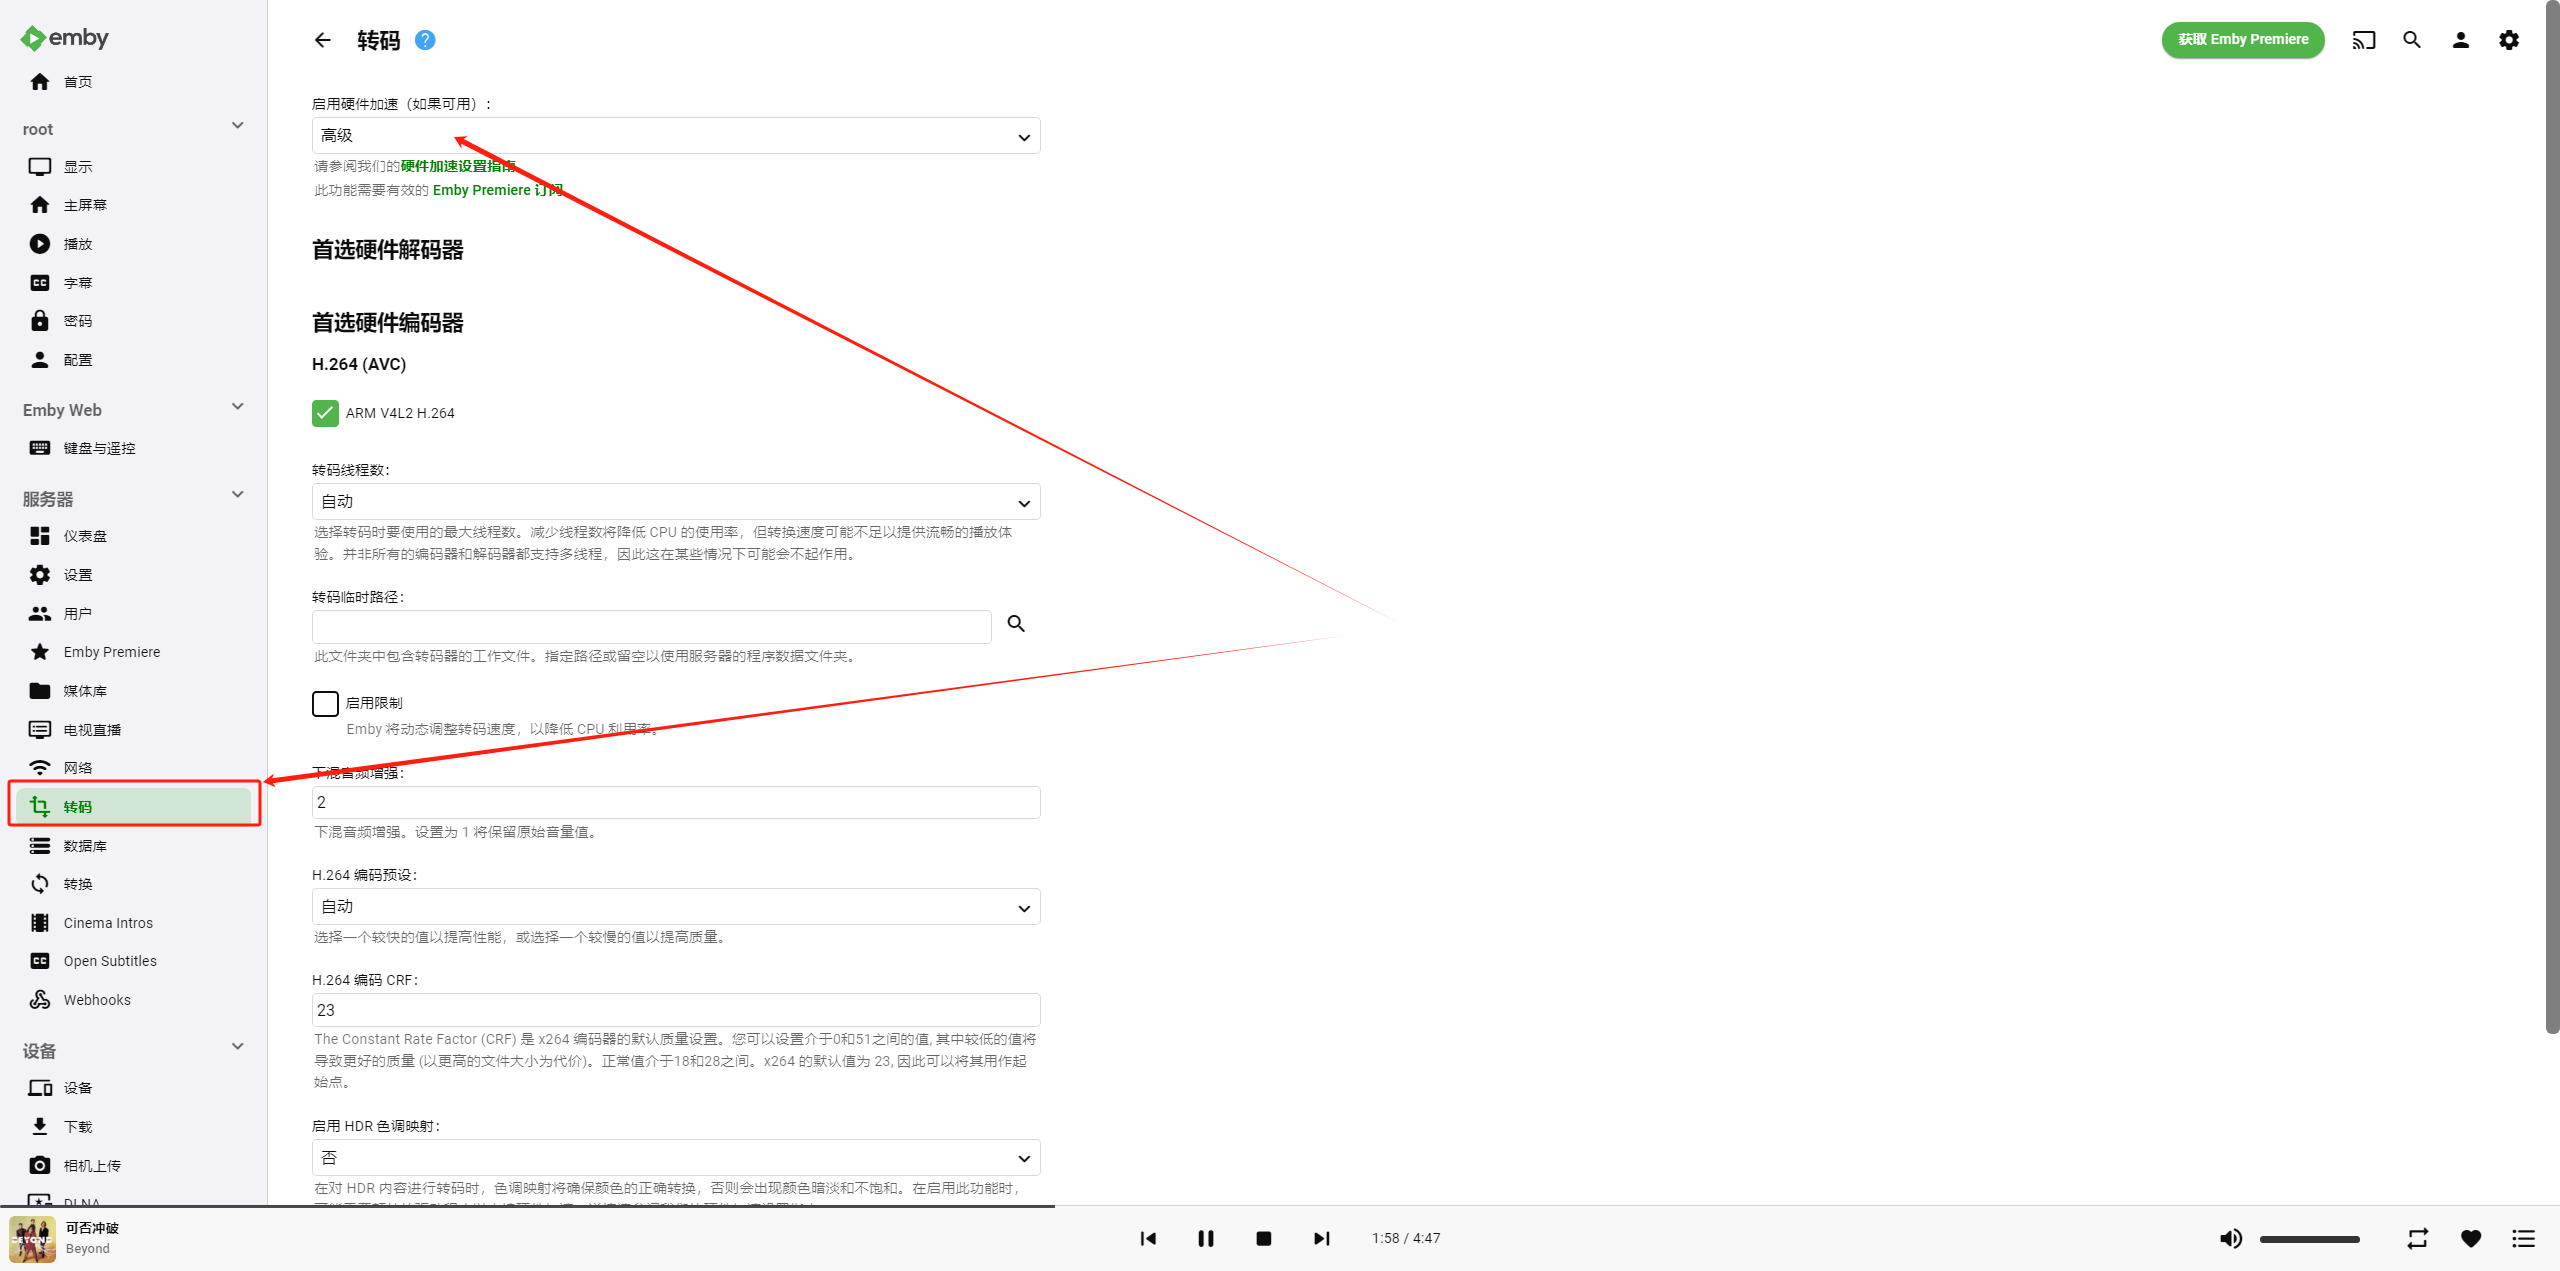 emby
首页
root
显示
主屏幕
播放
字幕
密码
配置
Emby Web
键盘与遥控
服务器
仪表盘
设置
用户
Emby Premiere
媒体库
电视直播
网络
转码
数据库
转换
Cinema Intros
Open Subtitles
Webhooks
设备
设备
下载
相机上传
DLNA
转码
获取 Emby Premiere
启用硬件加速（如果可用）:
高级
请参阅我们的硬件加速设置指南
此功能需要有效的 Emby Premiere 订阅
首选硬件解码器
首选硬件编码器
H.264 (AVC)
ARM V4L2 H.264
转码线程数:
自动
选择转码时要使用的最大线程数。减少线程数将降低 CPU 的使用率，但转换速度可能不足以提供流畅的播放体
验。并非所有的编码器和解码器都支持多线程，因此这在某些情况下可能会不起作用。
转码临时路径:
此文件夹中包含转码器的工作文件。指定路径或留空以使用服务器的程序数据文件夹。
启用限制
Emby 将动态调整转码速度，以降低 CPU 利用率。
下混音频增强:
2
下混音频增强。设置为 1 将保留原始音量值。
H.264 编码预设:
自动
选择一个较快的值以提高性能，或选择一个较慢的值以提高质量。
H.264 编码 CRF:
23
The Constant Rate Factor (CRF) 是 x264 编码器的默认质量设置。您可以设置介于0和51之间的值, 其中较低的值将
导致更好的质量 (以更高的文件大小为代价)。正常值介于18和28之间。x264 的默认值为 23, 因此可以将其用作起
始点。
启用 HDR 色调映射:
否
在对 HDR 内容进行转码时，色调映射将确保颜色的正确转换，否则会出现颜色暗淡和不饱和。在启用此功能时，
BEYOND
可否冲破
Beyond
1:58 / 4:47